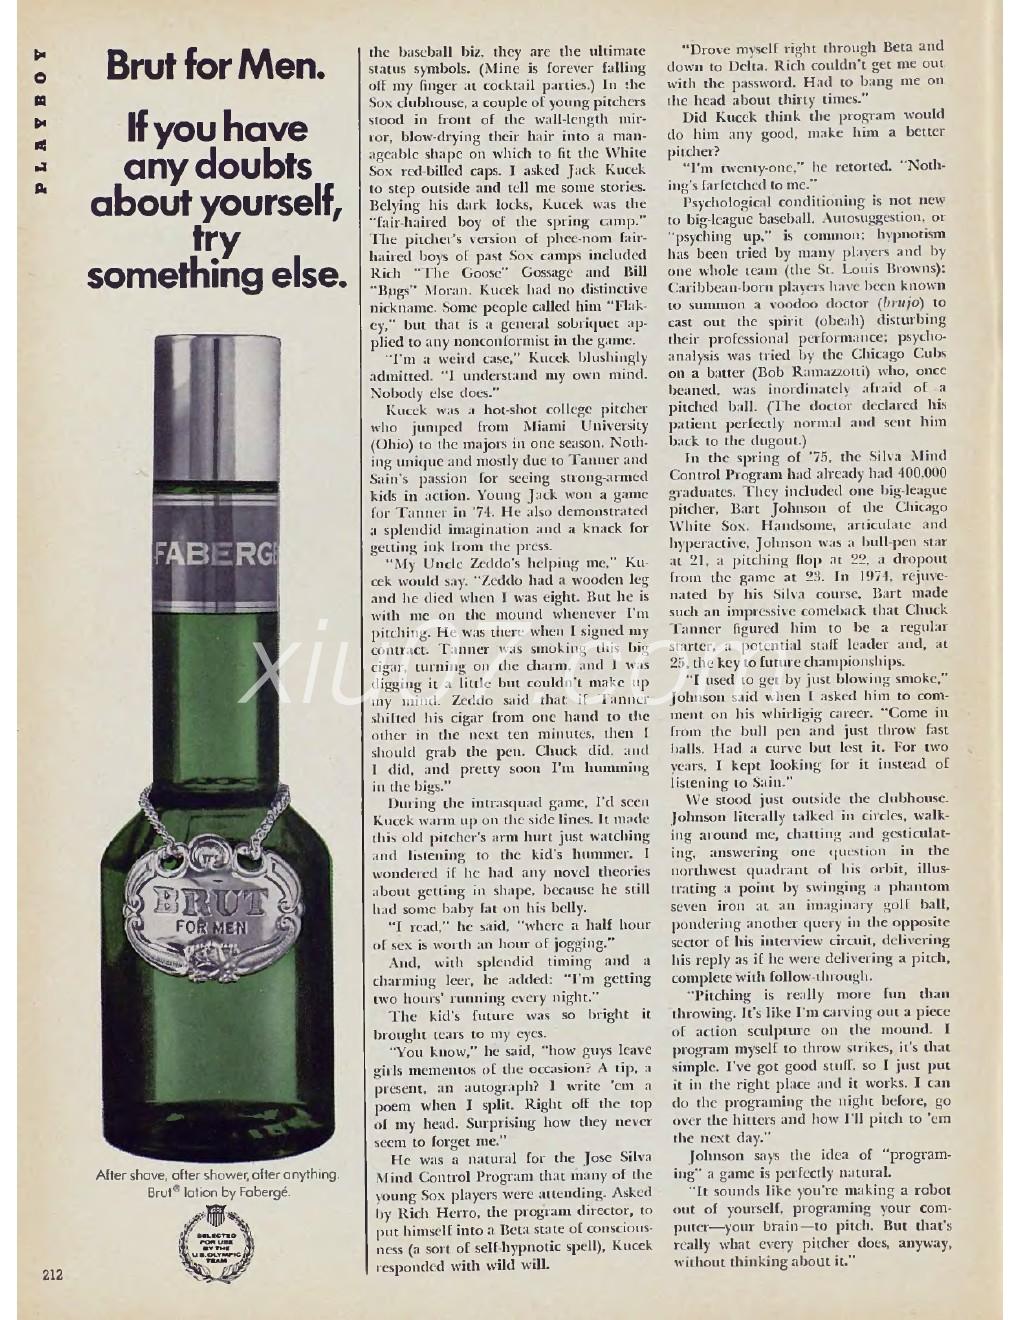 PLAYBOY
Brut for Men.
If you have
any doubts
about yourself,
try
something else.
FABERGÉ
BRUT
FOR MEN
After shave, after shower, after anything.
Brut® lotion by Fabergé.
SELECTED
FOR USE
BY THE
U.S. OLYMPIC
TEAM
212
the baseball biz, they are the ultimate
status symbols. (Mine is forever falling
off my finger at cocktail parties.) In the
Sox clubhouse, a couple of young pitchers
stood in front of the wall-length mir-
ror, blow-drying their hair into a man-
ageable shape on which to fit the White
Sox red-billed caps. I asked Jack Kucek
to step outside and tell me some stories.
Belying his dark locks, Kucek was the
"fair-haired boy of the spring camp."
The pitcher's version of phee-nom fair-
haired boys of past Sox camps included
Rich "The Goose" Gossage and Bill
"Bugs" Moran. Kucek had no distinctive
nickname. Some people called him "Flak-
ey," but that is a general sobriquet ap-
plied to any nonconformist in the game.
"I'm a weird case," Kucek blushingly
admitted. "I understand my own mind.
Nobody else does."
Kucek was a hot-shot college pitcher
who jumped from Miami University
(Ohio) to the majors in one season. Noth-
ing unique and mostly due to Tanner and
Sain's passion for seeing strong-armed
kids in action. Young Jack won a game
for Tanner in '74. He also demonstrated
a splendid imagination and a knack for
getting ink from the press.
"My Uncle Zeddo's helping me," Ku-
cek would say. "Zeddo had a wooden leg
and he died when I was eight. But he is
with me on the mound whenever I'm
pitching. He was there when I signed my
contract. Tanner was smoking this big
cigar, turning on the charm, and I was
digging it a little but couldn't make up
my mind. Zeddo said that if Tanner
shifted his cigar from one hand to the
other in the next ten minutes, then I
should grab the pen. Chuck did, and
I did, and pretty soon I'm humming
in the bigs."
During the intrasquad game, I'd seen
Kucek warm up on the side lines. It made
this old pitcher's arm hurt just watching
and listening to the kid's hummer. I
wondered if he had any novel theories
about getting in shape, because he still
had some baby fat on his belly.
"I read," he said, "where a half hour
of sex is worth an hour of jogging."
And, with splendid timing and a
charming leer, he added: "I'm getting
two hours' running every night."
The kid's future was so bright it
brought tears to my eyes.
"You know," he said, "how guys leave
girls mementos of the occasion? A tip, a
present, an autograph? I write 'em a
poem when I split. Right off the top
of my head. Surprising how they never
seem to forget me."
He was a natural for the Jose Silva
Mind Control Program that many of the
young Sox players were attending. Asked
by Rich Herro, the program director, to
put himself into a Beta state of conscious-
ness (a sort of self-hypnotic spell), Kucek
responded with wild will.
"Drove myself right through Beta and
down to Delta. Rich couldn't get me out
with the password. Had to bang me on
the head about thirty times."
Did Kucek think the program would
do him any good, make him a better
pitcher?
"I'm twenty-one," he retorted. "Noth-
ing's farfetched to me."
Psychological conditioning is not new
to big-league baseball. Autosuggestion, or
"psyching up," is common; hypnotism
has been tried by many players and by
one whole team (the St. Louis Browns);
Caribbean-born players have been known
to summon a voodoo doctor (brujo) to
cast out the spirit (obeah) disturbing
their professional performance; psycho-
analysis was tried by the Chicago Cubs
on a batter (Bob Ramazzotti) who, once
beaned, was inordinately afraid of a
pitched ball. (The doctor declared his
patient perfectly normal and sent him
back to the dugout.)
In the spring of '75, the Silva Mind
Control Program had already had 400,000
graduates. They included one big-league
pitcher, Bart Johnson of the Chicago
White Sox. Handsome, articulate and
hyperactive, Johnson was a bull-pen star
at 21, a pitching flop at 22, a dropout
from the game at 23. In 1974, rejuve-
nated by his Silva course, Bart made
such an impressive comeback that Chuck
Tanner figured him to be a regular
starter, a potential staff leader and, at
25, the key to future championships.
"I used to get by just blowing smoke,"
Johnson said when I asked him to com-
ment on his whirligig career. "Come in
from the bull pen and just throw fast
balls. Had a curve but lost it. For two
years, I kept looking for it instead of
listening to Sain."
We stood just outside the clubhouse.
Johnson literally talked in circles, walk-
ing around me, chatting and gesticulat-
ing, answering one question in the
northwest quadrant of his orbit, illus-
trating a point by swinging a phantom
seven iron at an imaginary golf ball,
pondering another query in the opposite
sector of his interview circuit, delivering
his reply as if he were delivering a pitch,
complete with follow-through.
"Pitching is really more fun than
throwing. It's like I'm carving out a piece
of action sculpture on the mound. I
program myself to throw strikes, it's that
simple. I've got good stuff, so I just put
it in the right place and it works. I can
do the programing the night before, go
over the hitters and how I'll pitch to 'em
the next day."
Johnson says the idea of "program-
ing" a game is perfectly natural.
"It sounds like you're making a robot
out of yourself, programing your com-
puter—your brain—to pitch. But that's
really what every pitcher does, anyway,
without thinking about it."
xiu07.com